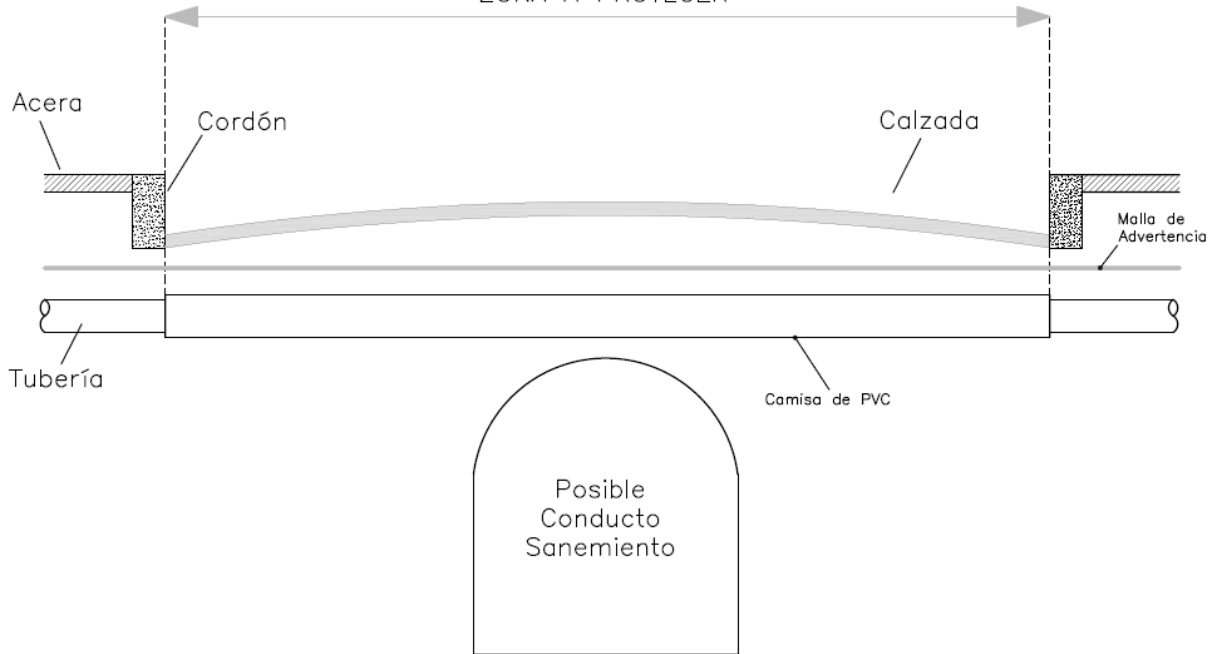 ZONA A PROTEGER
Acera
Cordón
Calzada
Malla de
Advertencia
Tubería
Camisa de PVC
Posible
Conducto
Sanemiento